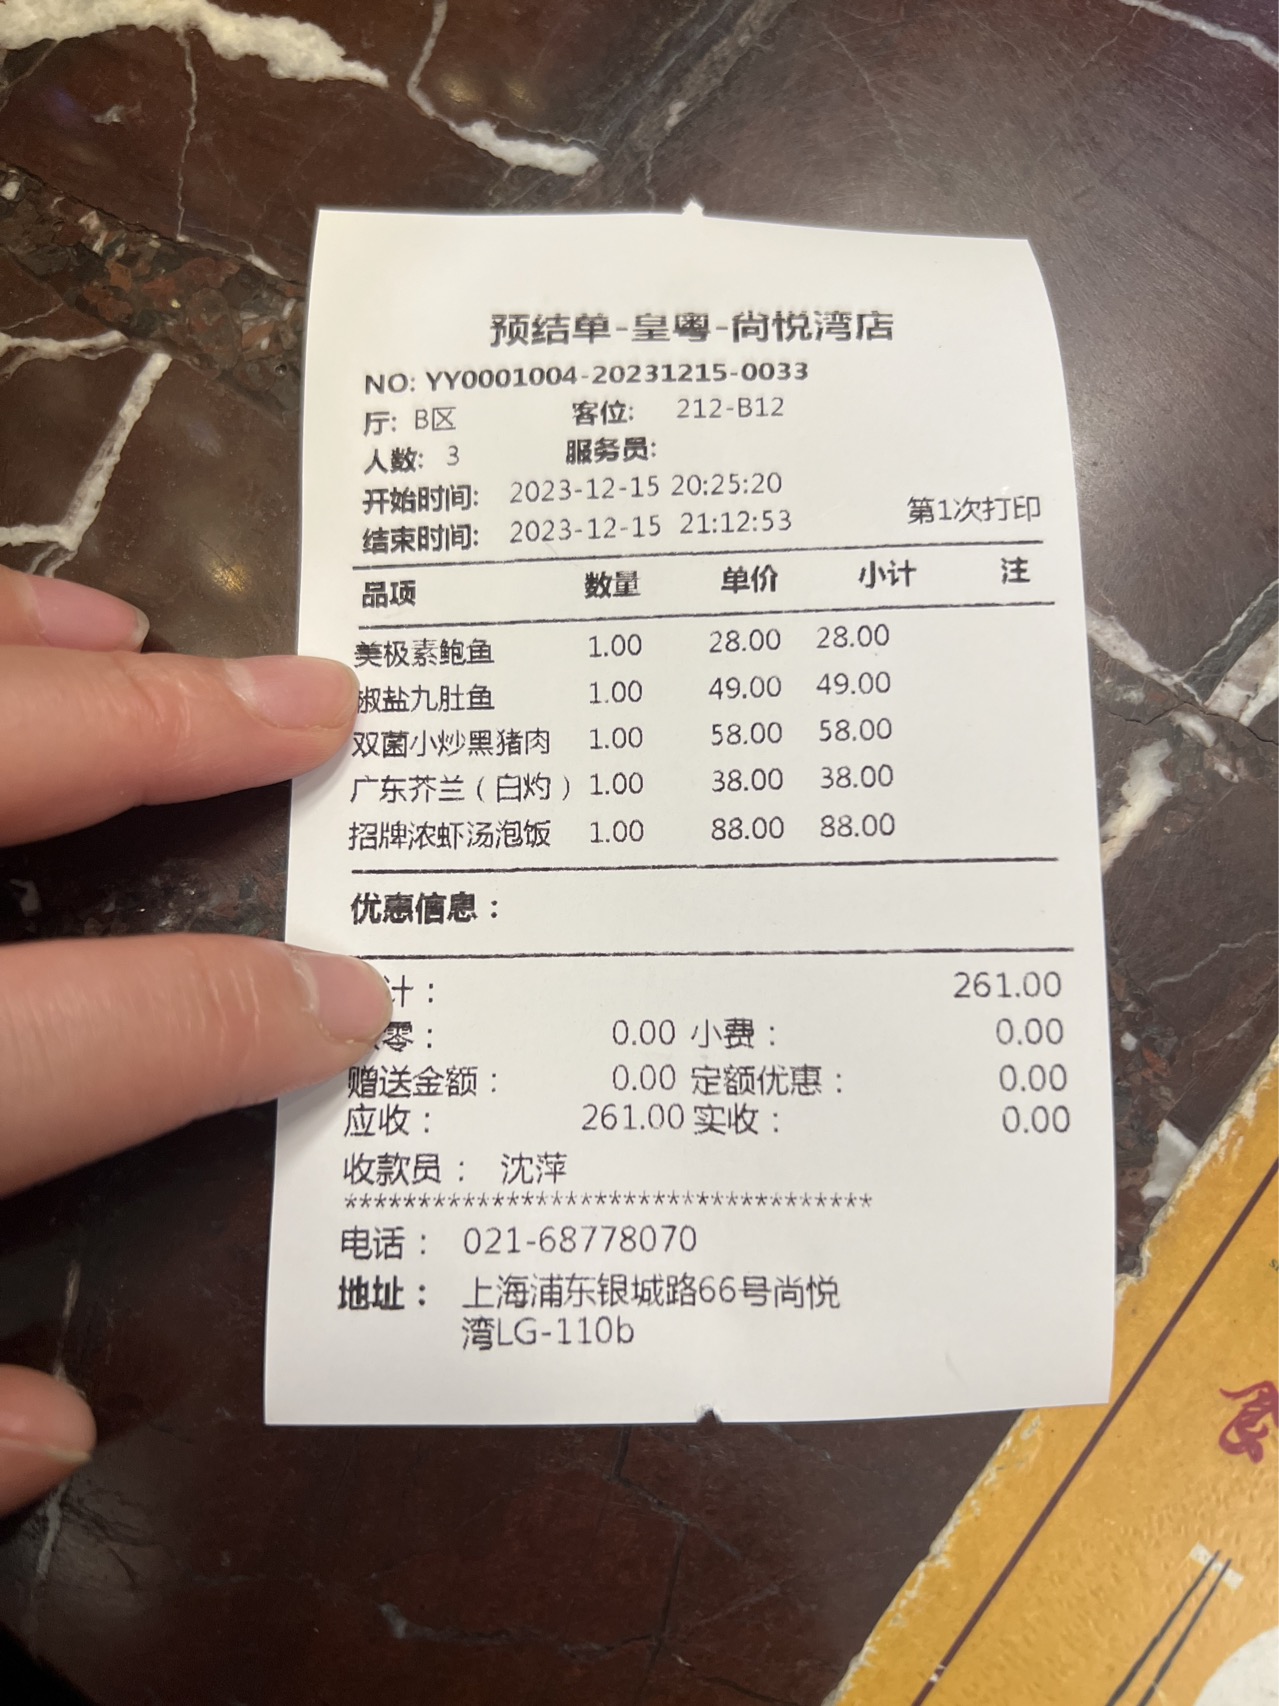 预结单-皇粤-尚悦湾店
NO: YY0001004-20231215-0033
厅: B区 客位: 212-B12
人数: 3 服务员:
开始时间: 2023-12-15 20:25:20
结束时间: 2023-12-15 21:12:53 第1次打印
品项 数量 单价 小计 注
美极素鲍鱼 1.00 28.00 28.00
椒盐九肚鱼 1.00 49.00 49.00
双菌小炒黑猪肉 1.00 58.00 58.00
广东芥兰（白灼） 1.00 38.00 38.00
招牌浓虾汤泡饭 1.00 88.00 88.00
优惠信息：
计： 261.00
零： 0.00 小费： 0.00
赠送金额： 0.00 定额优惠： 0.00
应收： 261.00 实收： 0.00
收款员： 沈萍
************************************
电话： 021-68778070
地址： 上海浦东银城路66号尚悦
湾LG-110b